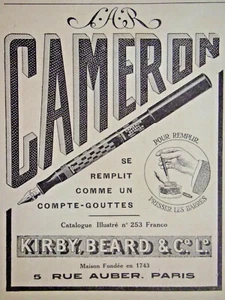 CAMERON
SE
REMPLIT
COMME UN
COMPTE-GOUTTES
POUR REMPLIR
PRESSER LES BARRES
Catalogue Illustré n° 253 Franco
KIRBY, BEARD & Cº Lᵈ
Maison Fondée en 1743
5 RUE AUBER, PARIS